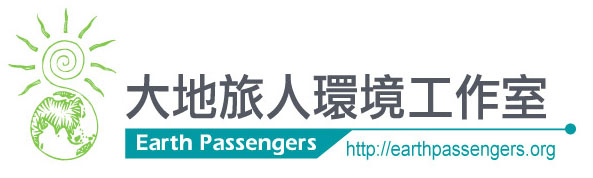 大地旅人環境工作室
Earth Passengers
http://earthpassengers.org